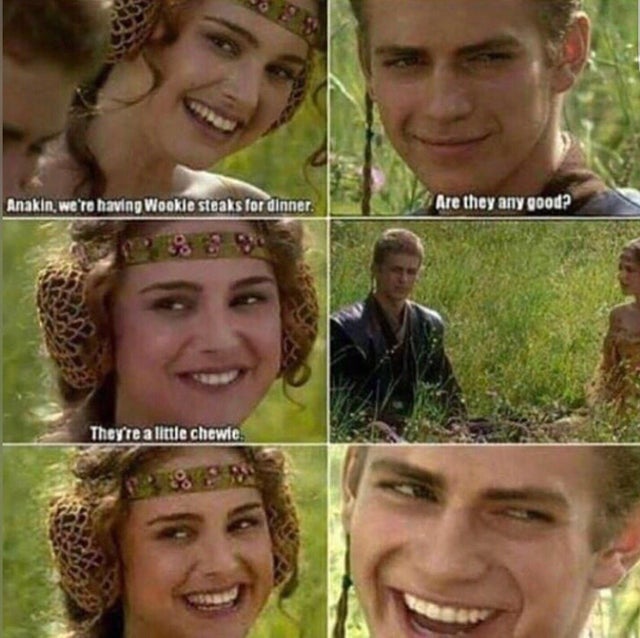 Anakin, we're having Wookie steaks for dinner.
Are they any good?
They're a little chewie.